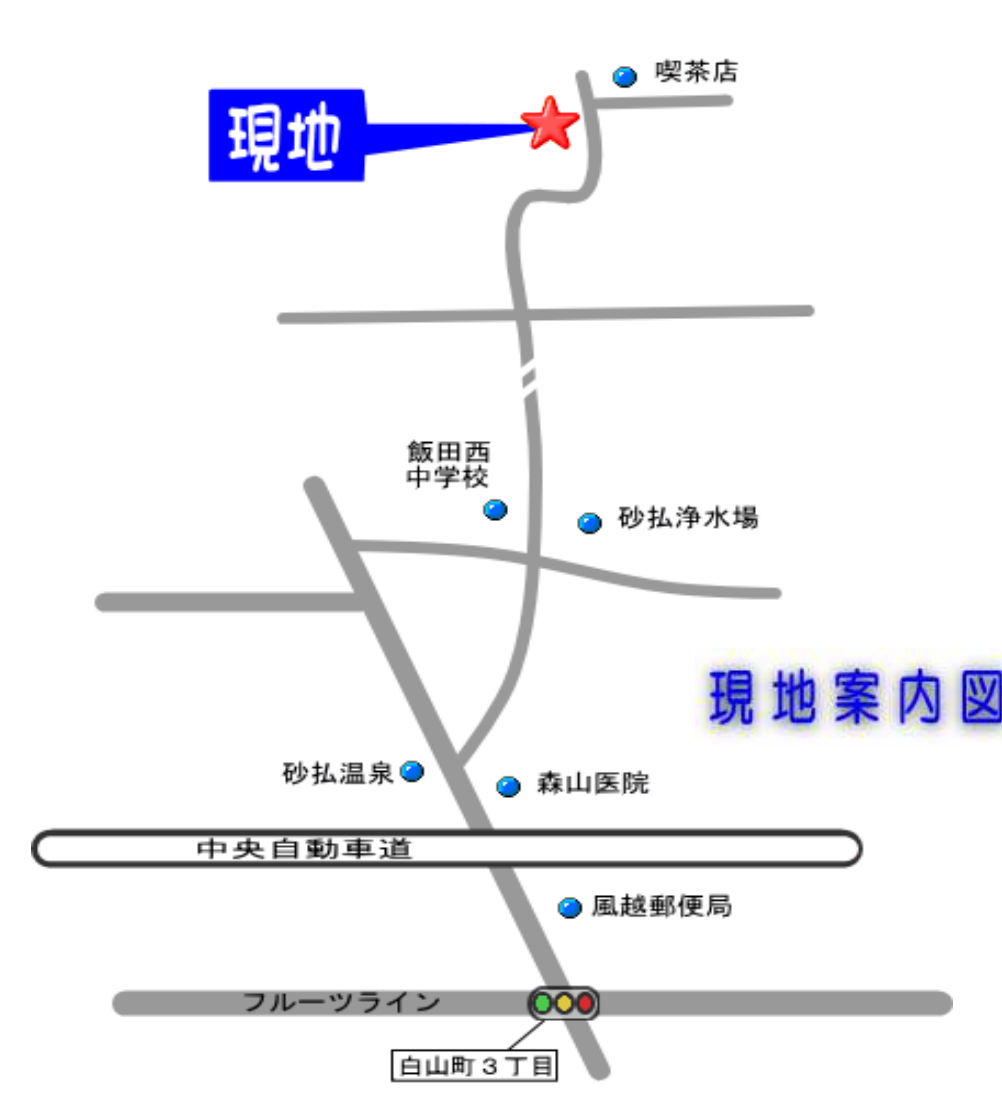 喫茶店
現地
飯田西
中学校
砂払浄水場
現地案内図
砂払温泉
森山医院
中央自動車道
風越郵便局
フルーツライン
白山町3丁目